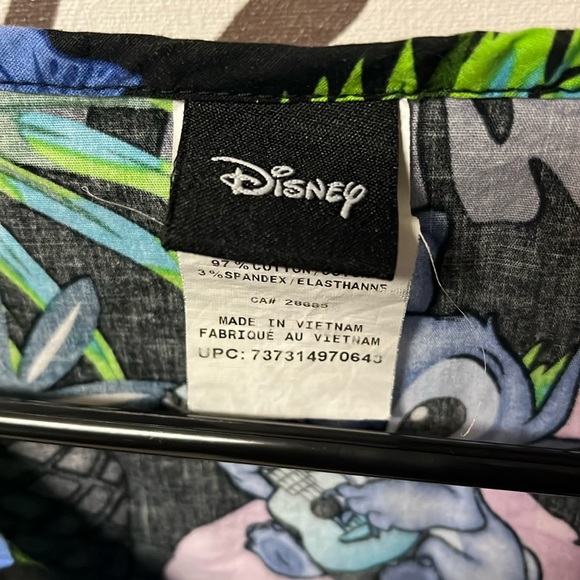 Disney
97% COTTON/COTON
3%SPANDEX/ELASTHANNE
CA# 28685
MADE IN VIETNAM
FABRIQUÉ AU VIETNAM
UPC: 737314970643